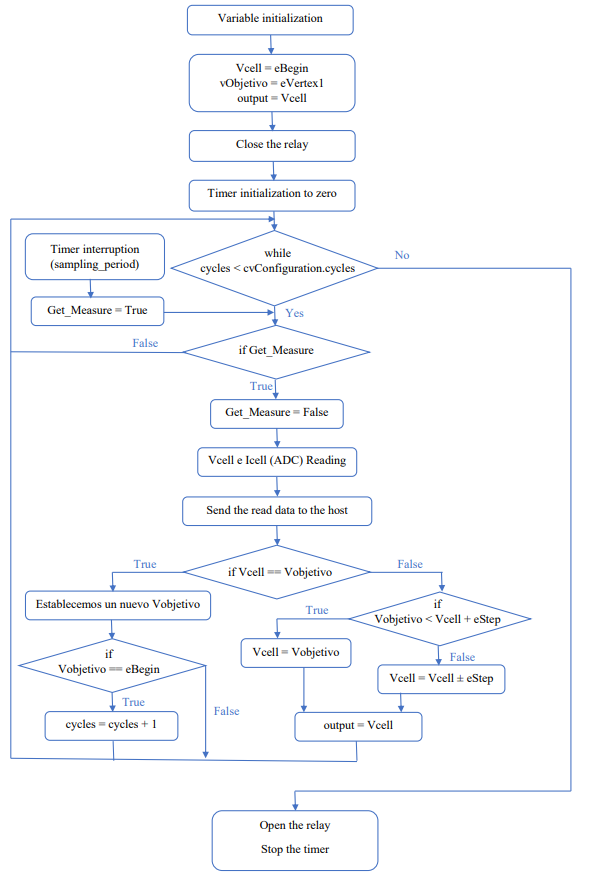 Variable initialization
Vcell = eBegin
vObjetivo = eVertex1
output = Vcell
Close the relay
Timer initialization to zero
Timer interruption
(sampling_period)
while
cycles < cvConfiguration.cycles
No
Get_Measure = True
Yes
False
if Get_Measure
True
Get_Measure = False
Vcell e Icell (ADC) Reading
Send the read data to the host
True
if Vcell == Vobjetivo
False
Establecemos un nuevo Vobjetivo
True
if
Vobjetivo < Vcell + eStep
if
Vobjetivo == eBegin
Vcell = Vobjetivo
False
Vcell = Vcell ± eStep
True
False
cycles = cycles + 1
output = Vcell
Open the relay
Stop the timer